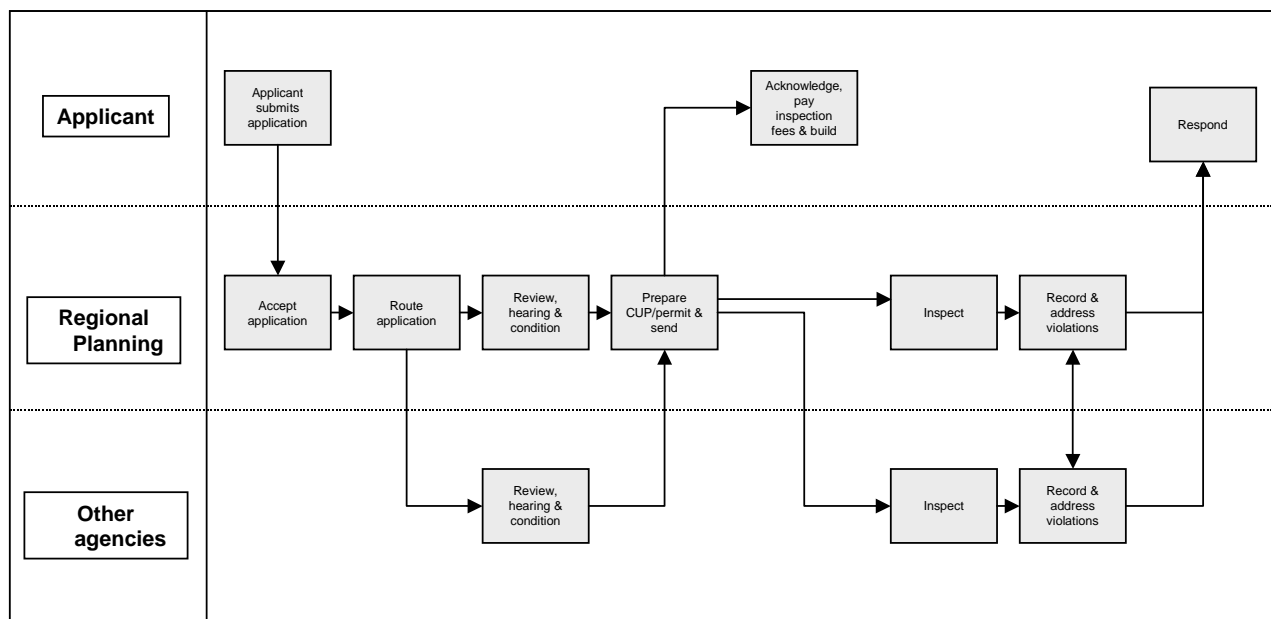 Applicant
Applicant
submits
application
Acknowledge,
pay
inspection
fees & build
Respond
Regional
Planning
Accept
application
Route
application
Review,
hearing &
condition
Prepare
CUP/permit &
send
Inspect
Record &
address
violations
Other
agencies
Review,
hearing &
condition
Inspect
Record &
address
violations